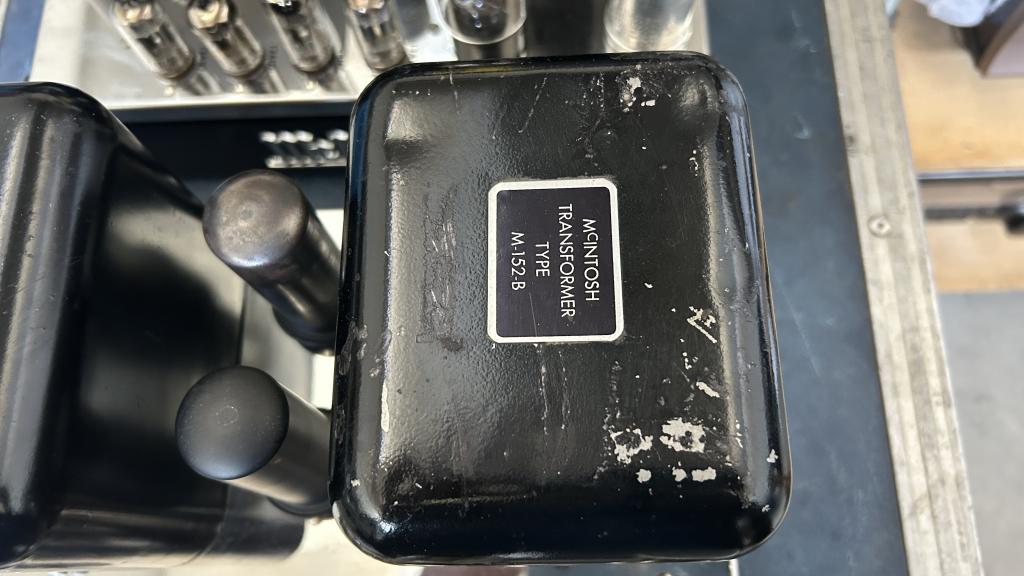 McINTOSH
TRANSFORMER
TYPE
M-152-B